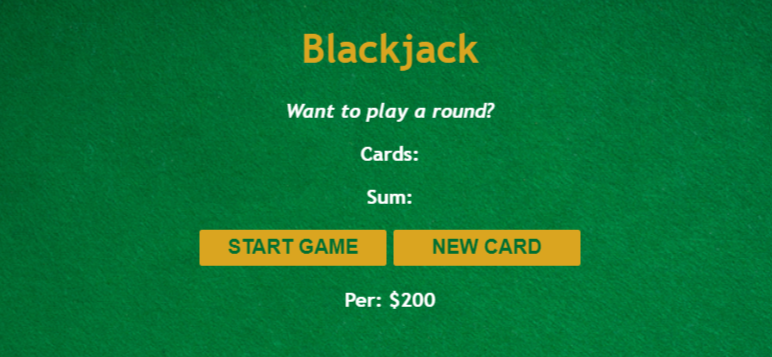 Blackjack
Want to play a round?
Cards:
Sum:
START GAME NEW CARD
Per: $200